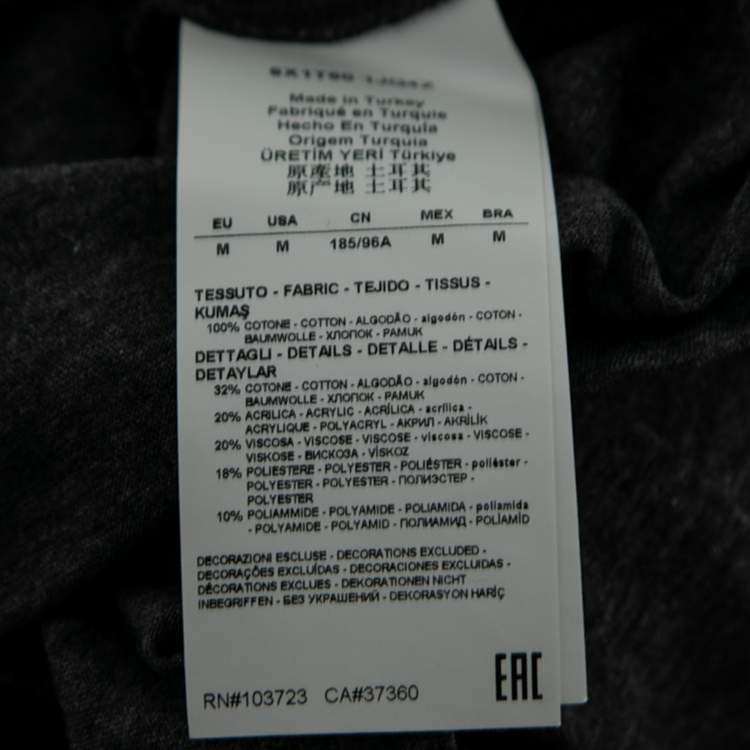 Made in Turkey
Fabriqué en Turquie
Hecho En Turquía
Origem Turquia
ÜRETİM YERİ Türkiye
原産地 土耳其
原产地 土耳其
EU USA CN MEX BRA
M M 185/96A M M
TESSUTO - FABRIC - TEJIDO - TISSUS -
KUMAŞ
100% COTONE - COTTON - ALGODÃO - algodón - COTON -
BAUMWOLLE - ХЛОПОК - PAMUK
DETTAGLI - DETAILS - DETALLE - DÉTAILS -
DETAYLAR
32% COTONE - COTTON - ALGODÃO - algodón - COTON -
BAUMWOLLE - ХЛОПОК - PAMUK
20% ACRILICA - ACRYLIC - ACRÍLICA - acrílica -
ACRYLIQUE - POLYACRYL - АКРИЛ - AKRİLİK
20% VISCOSA - VISCOSE - VISCOSE - viscosa - VISCOSE -
VISKOSE - ВИСКОЗА - VİSKOZ
18% POLIESTERE - POLYESTER - POLIÉSTER - poliéster -
POLYESTER - POLYESTER - ПОЛИЭСТЕР -
POLYESTER
10% POLIAMMIDE - POLYAMIDE - POLIAMIDA - poliamida
- POLYAMIDE - POLYAMID - ПОЛИАМИД - POLİAMİD
DECORAZIONI ESCLUSE - DECORATIONS EXCLUDED -
DECORAÇÕES EXCLUÍDAS - DECORACIONES EXCLUIDAS -
DÉCORATIONS EXCLUES - DEKORATIONEN NICHT
INBEGRIFFEN - БЕЗ УКРАШЕНИЙ - DEKORASYON HARİÇ
RN#103723 CA#37360
EAC